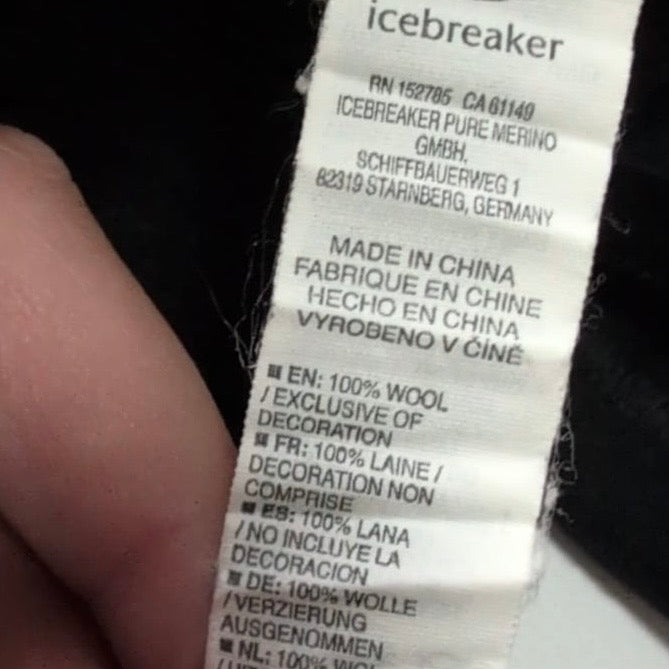 icebreaker
RN 152785 CA 61149
ICEBREAKER PURE MERINO
GMBH,
SCHIFFBAUERWEG 1
82319 STARNBERG, GERMANY
MADE IN CHINA
FABRIQUE EN CHINE
HECHO EN CHINA
VYROBENO V ČÍNĚ
EN: 100% WOOL
/ EXCLUSIVE OF
DECORATION
FR: 100% LAINE /
DECORATION NON
COMPRISE
ES: 100% LANA
/ NO INCLUYE LA
DECORACION
DE: 100% WOLLE
/ VERZIERUNG
AUSGENOMMEN
NL: 100%